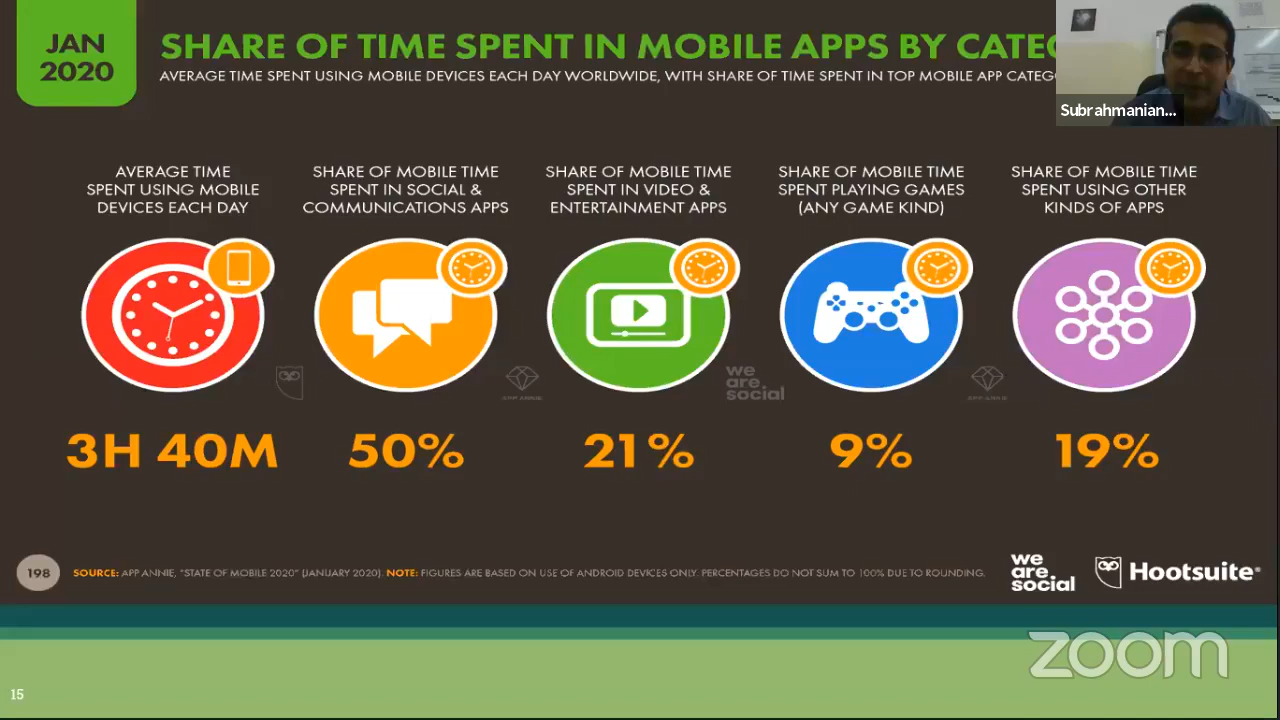 JAN
2020
SHARE OF TIME SPENT IN MOBILE APPS BY
AVERAGE TIME SPENT USING MOBILE DEVICES EACH DAY WORLDWIDE, WITH SHARE OF TIME SPENT IN TOP MOBILE APP
Subrahmanian...
AVERAGE TIME
SPENT USING MOBILE
DEVICES EACH DAY
SHARE OF MOBILE TIME
SPENT IN SOCIAL &
COMMUNICATIONS APPS
SHARE OF MOBILE TIME
SPENT IN VIDEO &
ENTERTAINMENT APPS
SHARE OF MOBILE TIME
SPENT PLAYING GAMES
(ANY GAME KIND)
SHARE OF MOBILE TIME
SPENT USING OTHER
KINDS OF APPS
APP ANNIE
we
are
social
APP ANNIE
3H 40M
50%
21%
9%
19%
198
SOURCE: APP ANNIE, "STATE OF MOBILE 2020" (JANUARY 2020). NOTE: FIGURES ARE BASED ON USE OF ANDROID DEVICES ONLY. PERCENTAGES DO NOT SUM TO 100% DUE TO ROUNDING.
we
are
social
Hootsuite®
zoom
15